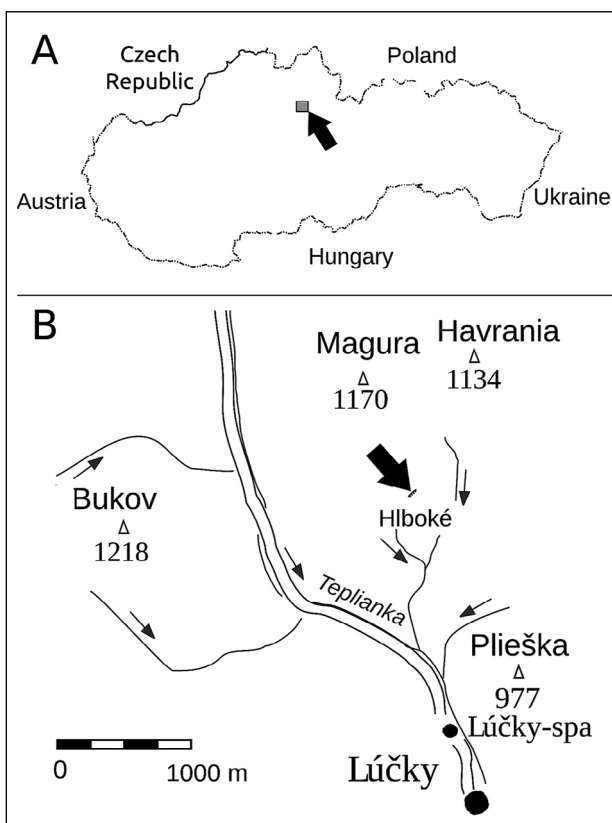 A
Czech
Republic
Poland
Austria
Ukraine
Hungary
B
Magura
1170
Havrania
1134
Bukov
1218
Hlboké
Teplianka
Plieška
977
Lúčky-spa
Lúčky
0
1000 m